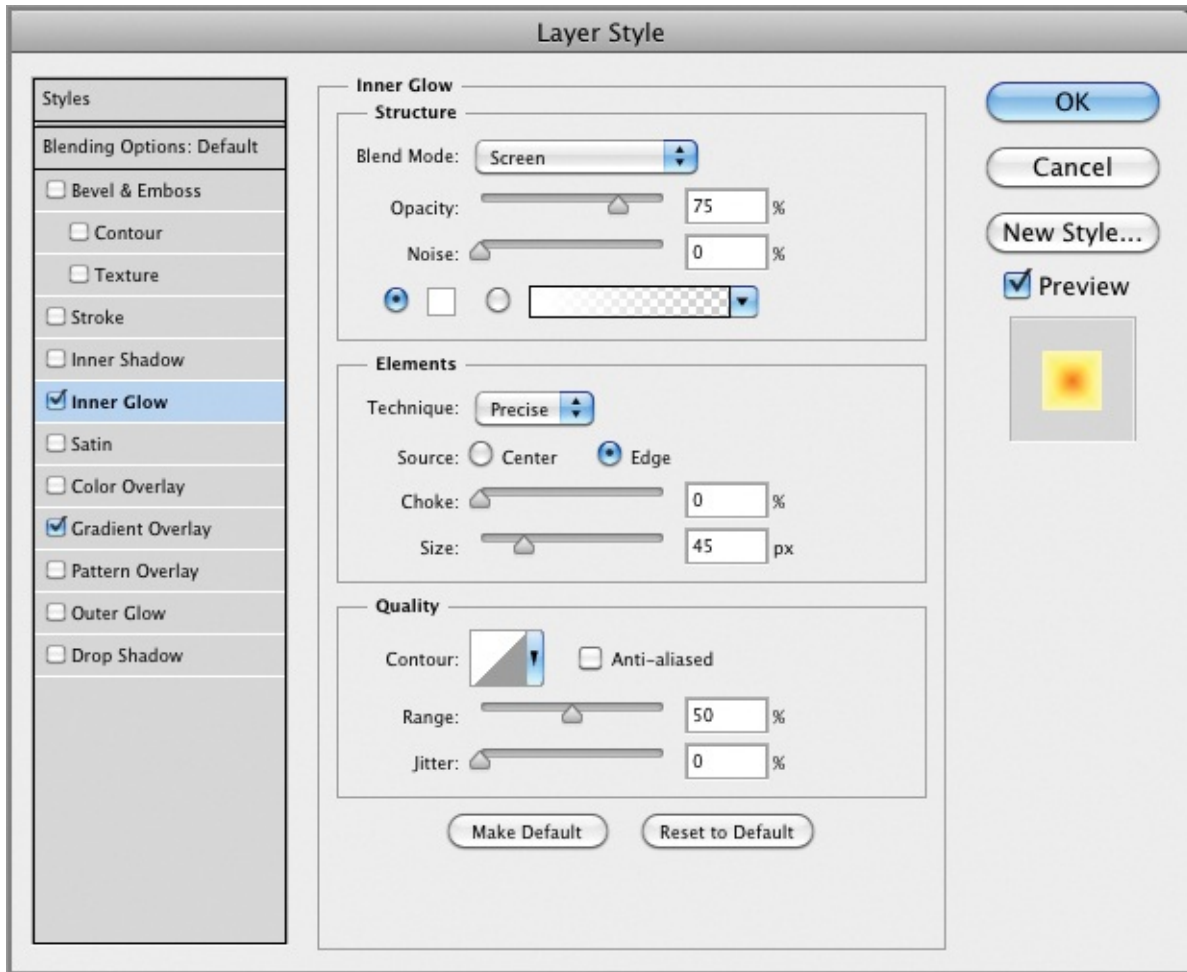 Layer Style
Styles
Blending Options: Default
Bevel & Emboss
Contour
Texture
Stroke
Inner Shadow
Inner Glow
Satin
Color Overlay
Gradient Overlay
Pattern Overlay
Outer Glow
Drop Shadow
Inner Glow
Structure
Blend Mode: Screen
Opacity: 75 %
Noise: 0 %
Elements
Technique: Precise
Source: Center Edge
Choke: 0 %
Size: 45 px
Quality
Contour: Anti-aliased
Range: 50 %
Jitter: 0 %
Make Default Reset to Default
OK
Cancel
New Style...
Preview